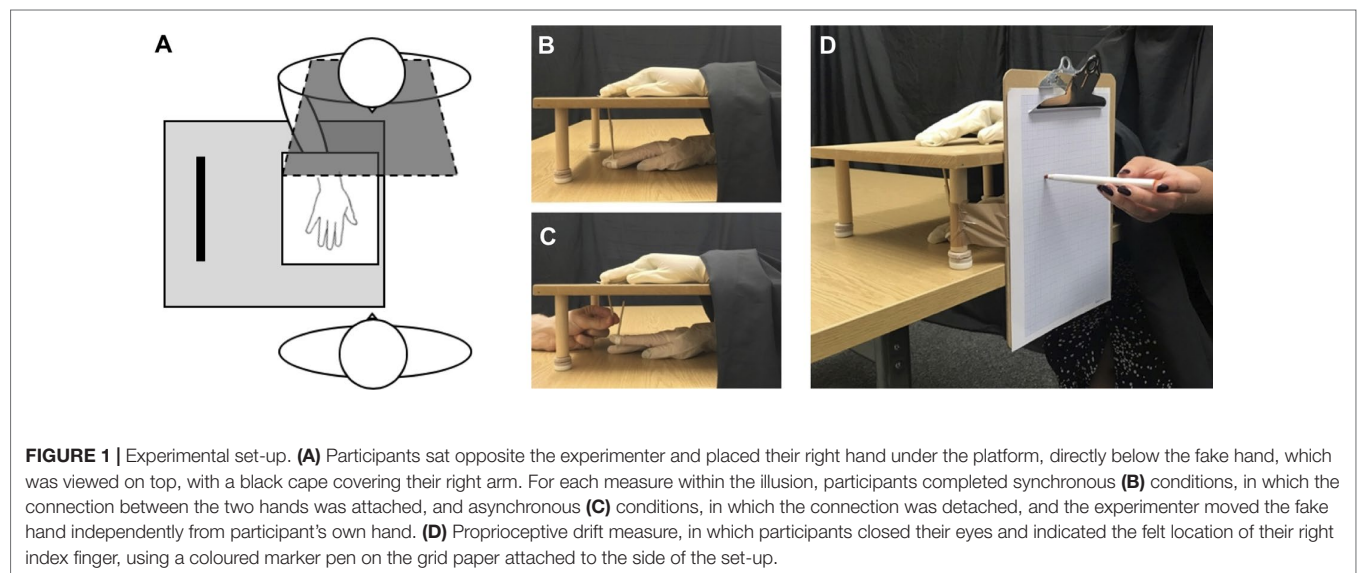 A
B
C
D
FIGURE 1 | Experimental set-up. (A) Participants sat opposite the experimenter and placed their right hand under the platform, directly below the fake hand, which
was viewed on top, with a black cape covering their right arm. For each measure within the illusion, participants completed synchronous (B) conditions, in which the
connection between the two hands was attached, and asynchronous (C) conditions, in which the connection was detached, and the experimenter moved the fake
hand independently from participant's own hand. (D) Proprioceptive drift measure, in which participants closed their eyes and indicated the felt location of their right
index finger, using a coloured marker pen on the grid paper attached to the side of the set-up.